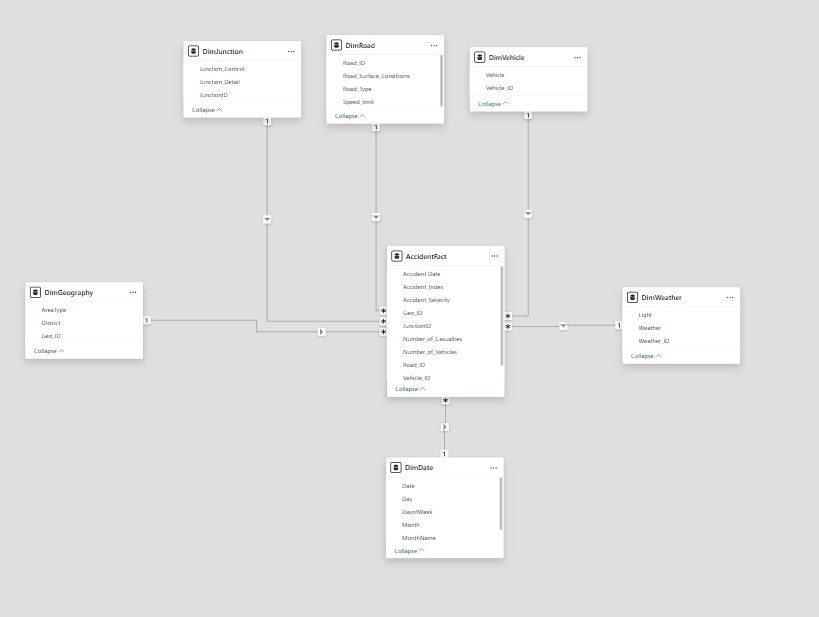 DimJunction
Junction_Control
Junction_Detail
JunctionID
Collapse
1
DimRoad
Road_ID
Road_Surface_Conditions
Road_Type
Speed_limit
Collapse
1
DimVehicle
Vehicle
Vehicle_ID
Collapse
1
DimGeography
AreaType
District
Geo_ID
Collapse
1
AccidentFact
Accident Date
Accident_Index
Accident_Severity
Geo_ID
JunctionID
Number_of_Casualties
Number_of_Vehicles
Road_ID
Vehicle_ID
Collapse
*
*
*
*
*
*
DimWeather
Light
Weather
Weather_ID
Collapse
1
1
DimDate
Date
Day
DayofWeek
Month
MonthName
Collapse